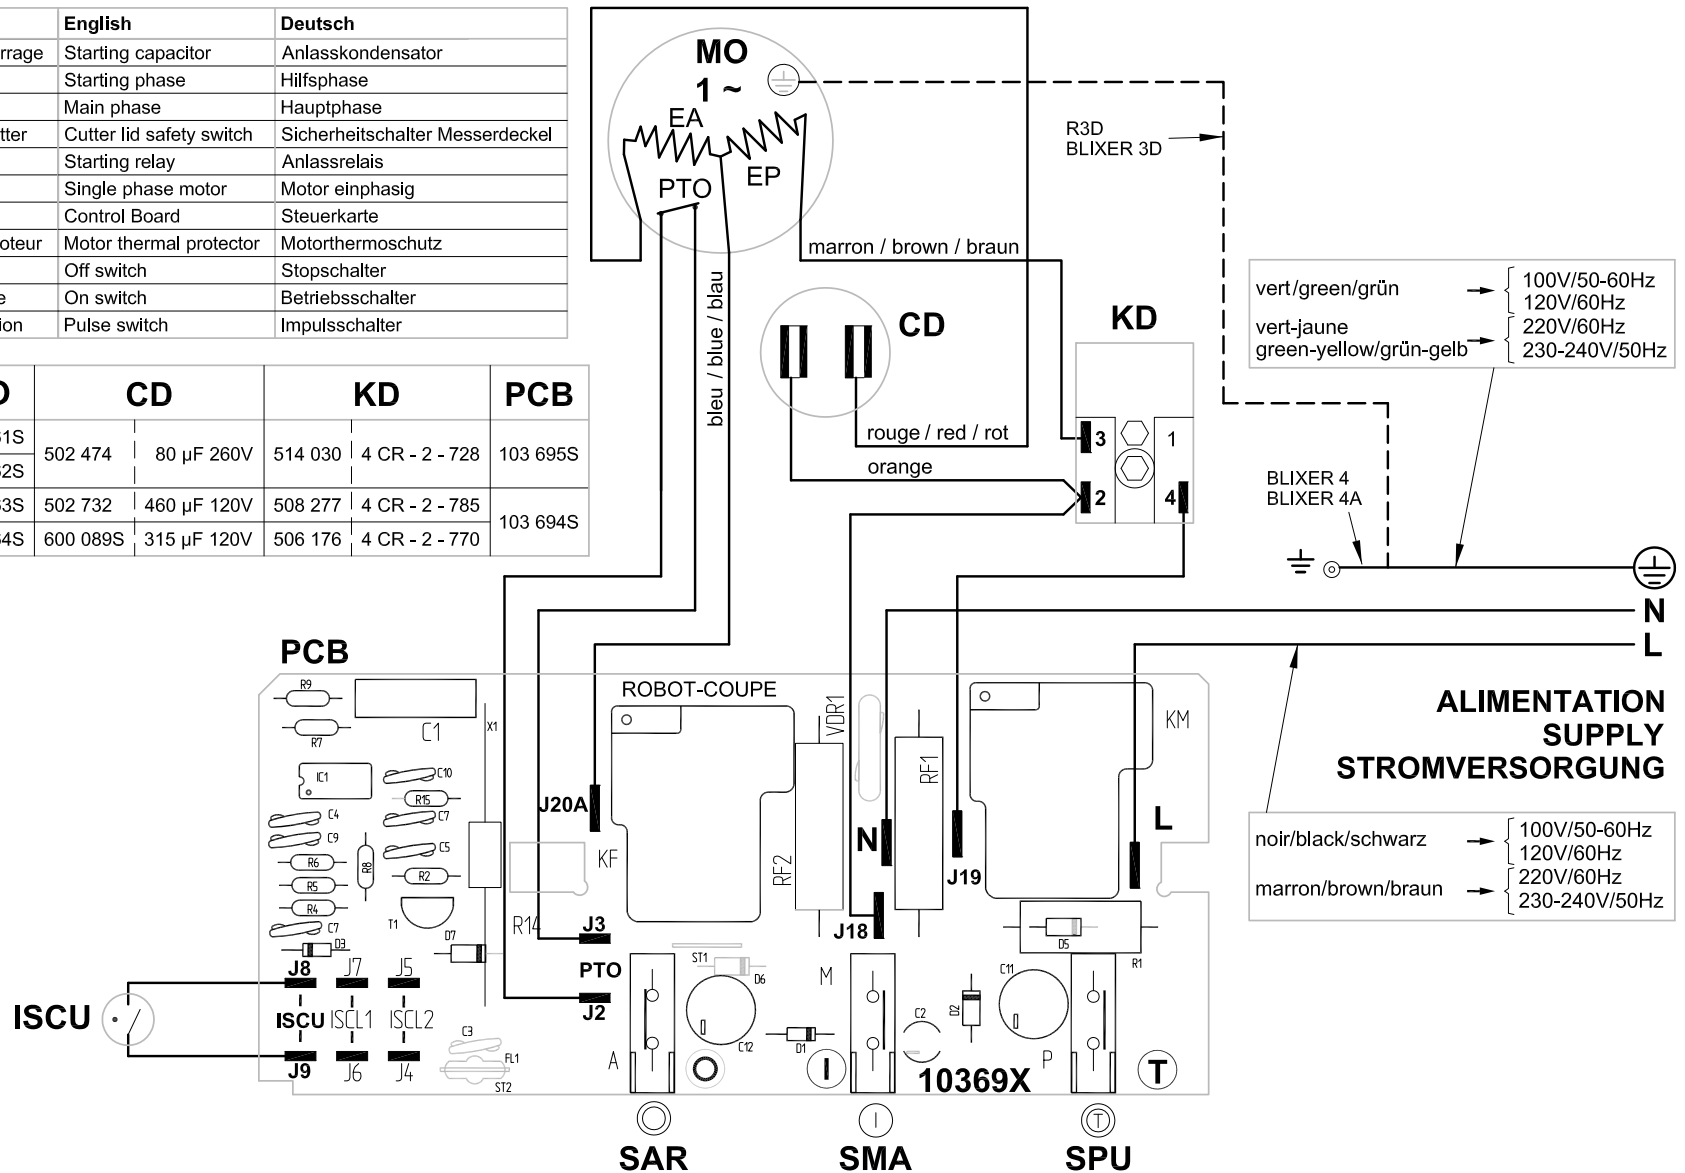 English Deutsch
rrage Starting capacitor Anlasskondensator
Starting phase Hilfsphase
Main phase Hauptphase
tter Cutter lid safety switch Sicherheitschalter Messerdeckel
Starting relay Anlassrelais
Single phase motor Motor einphasig
Control Board Steuerkarte
oteur Motor thermal protector Motorthermoschutz
Off switch Stopschalter
e On switch Betriebsschalter
ion Pulse switch Impulsschalter
CD KD PCB
1S
502 474 80 µF 260V 514 030 4 CR - 2 - 728 103 695S
2S
3S 502 732 460 µF 120V 508 277 4 CR - 2 - 785
103 694S
4S 600 089S 315 µF 120V 506 176 4 CR - 2 - 770
MO
1 ~
EA
EP
PTO
marron / brown / braun
bleu / blue / blau
CD
rouge / red / rot
orange
KD
3 1
2 4
R3D
BLIXER 3D
vert/green/grün
100V/50-60Hz
120V/60Hz
vert-jaune
green-yellow/grün-gelb
220V/60Hz
230-240V/50Hz
BLIXER 4
BLIXER 4A
N
L
ALIMENTATION
SUPPLY
STROMVERSORGUNG
noir/black/schwarz
100V/50-60Hz
120V/60Hz
marron/brown/braun
220V/60Hz
230-240V/50Hz
PCB
ROBOT-COUPE
R9
R7
C1
X1
IC1
C10
R15
C4
C7
C9
C5
R6
R8
R2
R5
R4
T1
C7
D3
D7
R14
J20A
KF
RF2
VDR1
N
RF1
J19
J18
KM
L
J3
PTO
J2
ST1
D6
M
C11
D5
R1
J8 J7 J5
ISCU
ISCU ISCL1 ISCL2
J9 J6 J4
C3
FL1
ST2
A
C12
D1
I
C2
D2
P
T
10369X
I
T
SAR SMA SPU